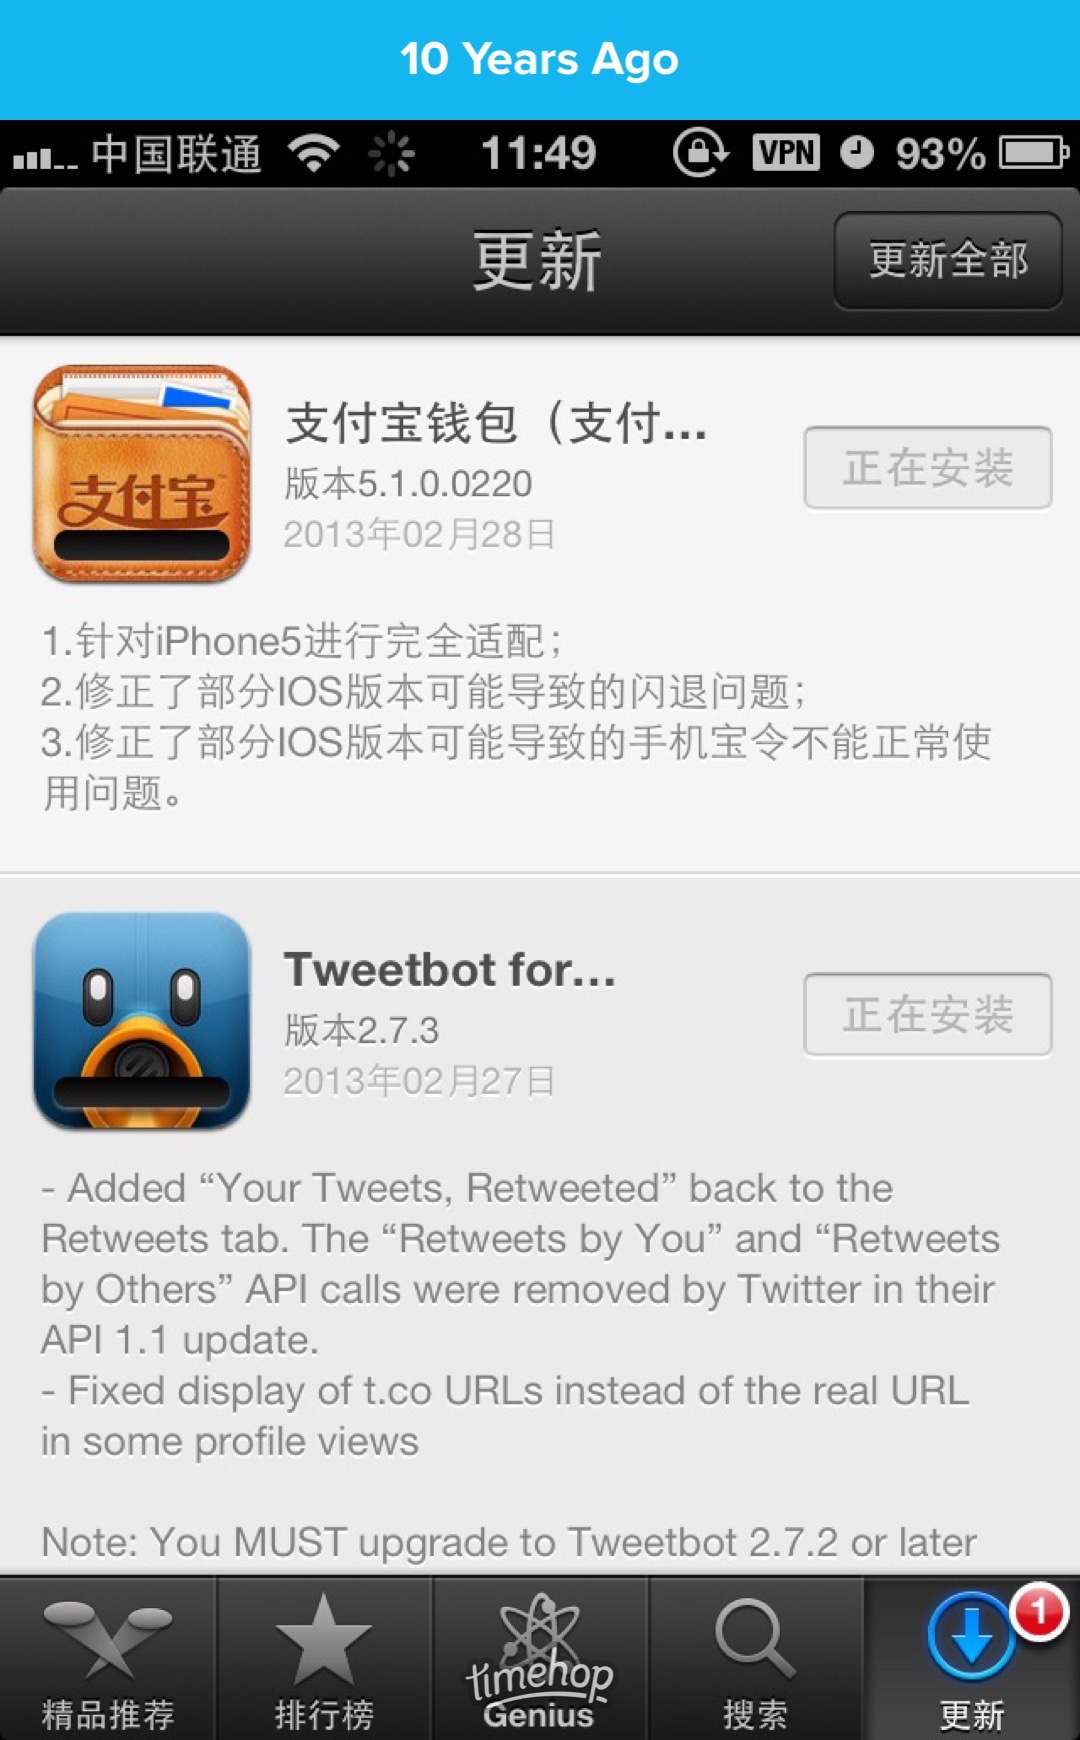 10 Years Ago
中国联通 11:49 VPN 93%
更新
更新全部
支付宝
支付宝钱包（支付...
版本5.1.0.0220
2013年02月28日
正在安装
1.针对iPhone5进行完全适配；
2.修正了部分IOS版本可能导致的闪退问题；
3.修正了部分IOS版本可能导致的手机宝令不能正常使
用问题。
Tweetbot for...
版本2.7.3
2013年02月27日
正在安装
- Added “Your Tweets, Retweeted” back to the
Retweets tab. The “Retweets by You” and “Retweets
by Others” API calls were removed by Twitter in their
API 1.1 update.
- Fixed display of t.co URLs instead of the real URL
in some profile views
Note: You MUST upgrade to Tweetbot 2.7.2 or later
1
timehop
精品推荐 排行榜 Genius 搜索 更新